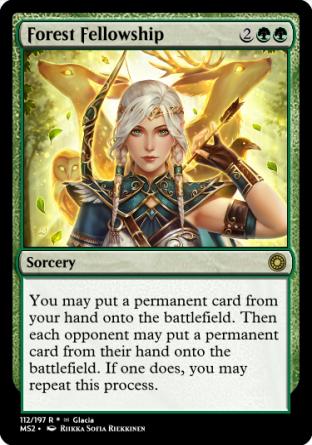 Forest Fellowship 2
Sorcery
You may put a permanent card from
your hand onto the battlefield. Then
each opponent may put a permanent
card from their hand onto the
battlefield. If one does, you may
repeat this process.
112/197 R * Glacia
MS2 • Riikka Sofia Riekkinen